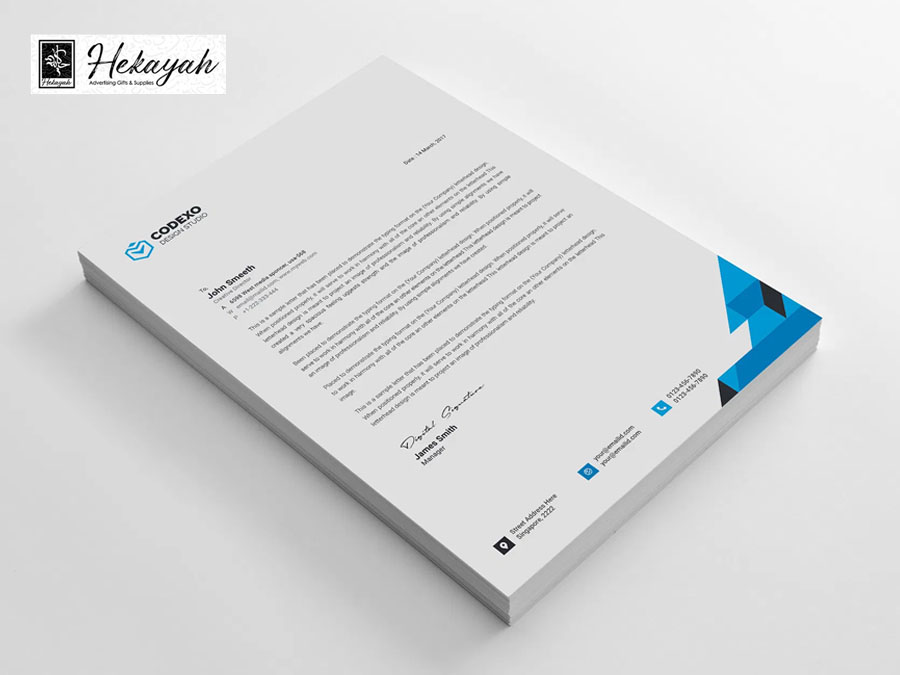 Hekayah
Hekayah
Advertising Gifts & Supplies
Date : 14 March, 2017
CODEXO
DESIGN STUDIO
To,
John Smeeth
Creative Director
A 4098 West media sponsor, usa-568
W email@mailid.com, www.myweb.com
P +1-222-333-444
This is a sample letter that has been placed to demonstrate the typing format on the (Your Company) letterhead design.
When positioned properly, it will serve to work in harmony with all of the core an other elements on the letterhead This
letterhead design is meant to project an image of professionalism and reliability. By using simple alignments we have
created a very spacious feeling suggests strength and the image of professionalism and reliability. By using simple
alignments we have.
Been placed to demonstrate the typing format on the (Your Company) letterhead design. When positioned properly, it will
serve to work in harmony with all of the core an other elements on the letterhead This letterhead design is meant to project
an image of professionalism and reliability. By using simple alignments we have created.
Placed to demonstrate the typing format on the (Your Company) letterhead design. When positioned properly, it will serve
to work in harmony with all of the core an other elements on the letterhead This letterhead design is meant to project an
image.
This is a sample letter that has been placed to demonstrate the typing format on the (Your Company) letterhead design.
When positioned properly, it will serve to work in harmony with all of the core an other elements on the letterhead This
letterhead design is meant to project an image of professionalism and reliability.
Digital Signature
James Smith
Manager
Street Address Here
Singapore, 2222
your@emailid.com
your@emailid.com
0123-456-7890
0123-456-7890